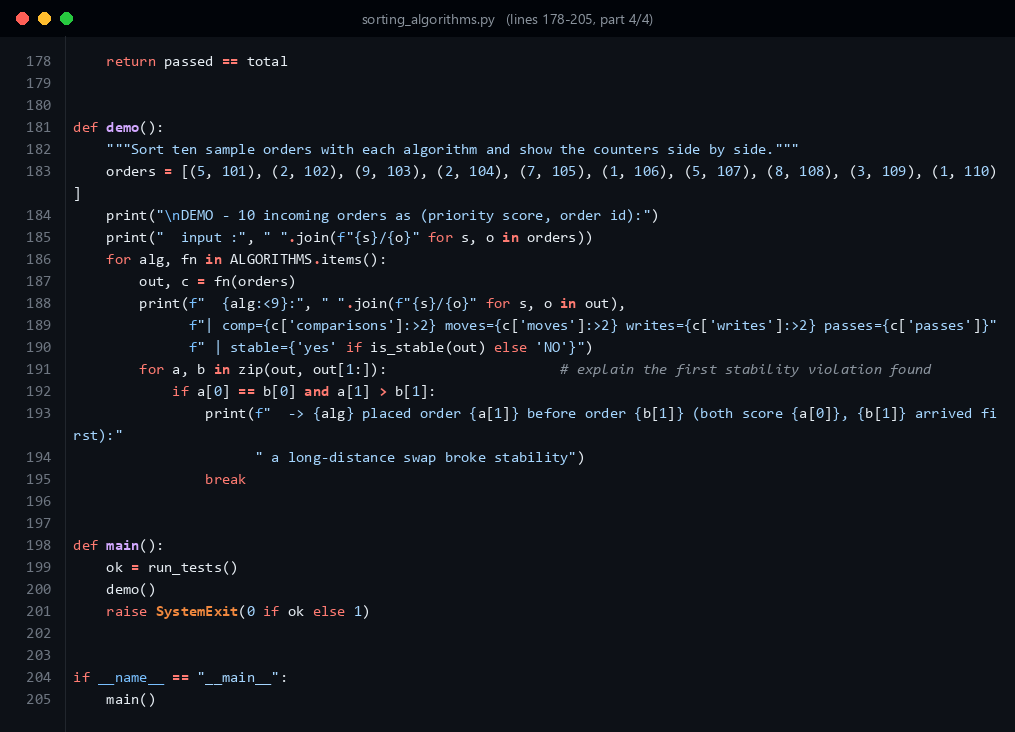 sorting_algorithms.py   (lines 178-205, part 4/4)
178     return passed == total
179
180
181 def demo():
182     """Sort ten sample orders with each algorithm and show the counters side by side."""
183     orders = [(5, 101), (2, 102), (9, 103), (2, 104), (7, 105), (1, 106), (5, 107), (8, 108), (3, 109), (1, 110)
]
184     print("\nDEMO - 10 incoming orders as (priority score, order id):")
185     print("  input :", " ".join(f"{s}/{o}" for s, o in orders))
186     for alg, fn in ALGORITHMS.items():
187         out, c = fn(orders)
188         print(f"  {alg:<9}:", " ".join(f"{s}/{o}" for s, o in out),
189               f"| comp={c['comparisons']:>2} moves={c['moves']:>2} writes={c['writes']:>2} passes={c['passes']}"
190               f" | stable={'yes' if is_stable(out) else 'NO'}")
191         for a, b in zip(out, out[1:]):                     # explain the first stability violation found
192             if a[0] == b[0] and a[1] > b[1]:
193                 print(f"  -> {alg} placed order {a[1]} before order {b[1]} (both score {a[0]}, {b[1]} arrived fi
rst):"
194                       " a long-distance swap broke stability")
195                 break
196
197
198 def main():
199     ok = run_tests()
200     demo()
201     raise SystemExit(0 if ok else 1)
202
203
204 if __name__ == "__main__":
205     main()